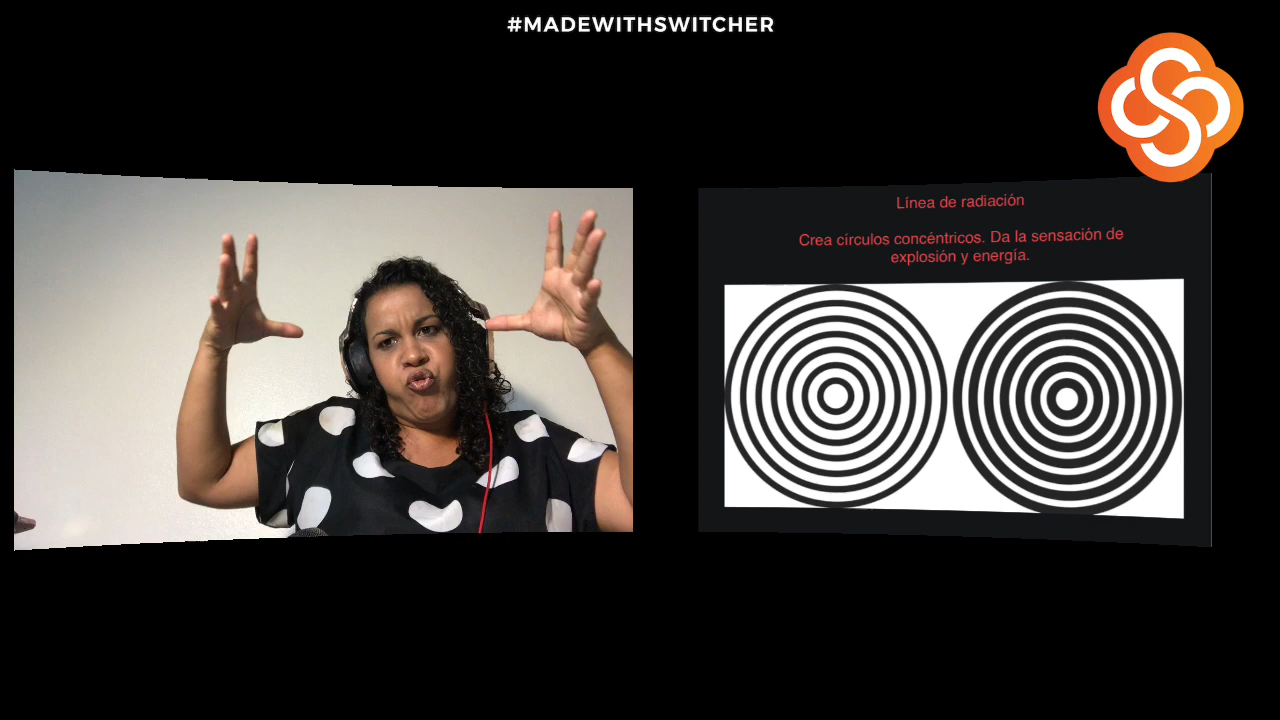 #MADEWITHSWITCHER
Línea de radiación
Crea círculos concéntricos. Da la sensación de
explosión y energía.